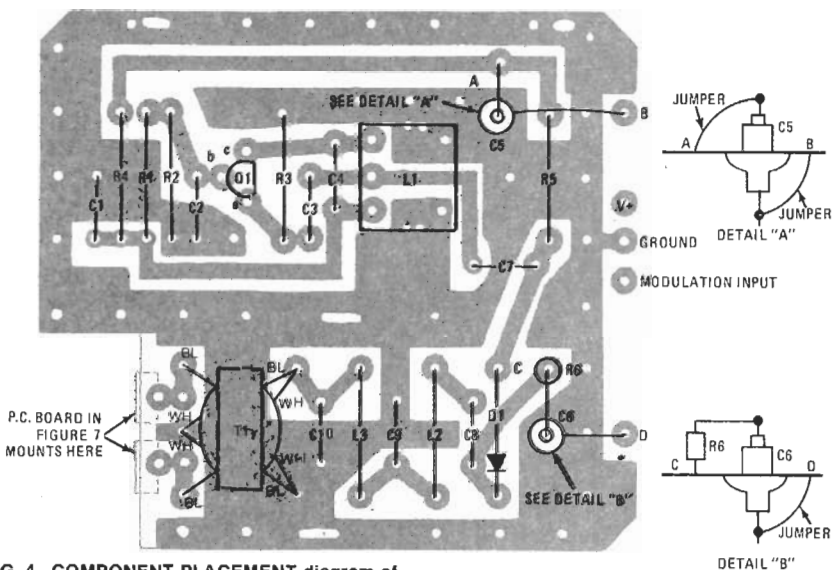 A
SEE DETAIL "A"
B
C5
JUMPER
A
C5
B
JUMPER
DETAIL "A"
b
c
Q1
e
C1
R4
R2
C2
R3
C3
C4
L1
R5
C7
V+
GROUND
MODULATION INPUT
BL
BL
WH
WH
WH
WH
BL
BL
T1
P.C. BOARD IN
FIGURE 7
MOUNTS HERE
C10
L3
C9
L2
C8
D1
C
R6
C6
D
SEE DETAIL "B"
R6
C
C6
D
JUMPER
DETAIL "B"
G. 4—COMPONENT PLACEMENT diagram of